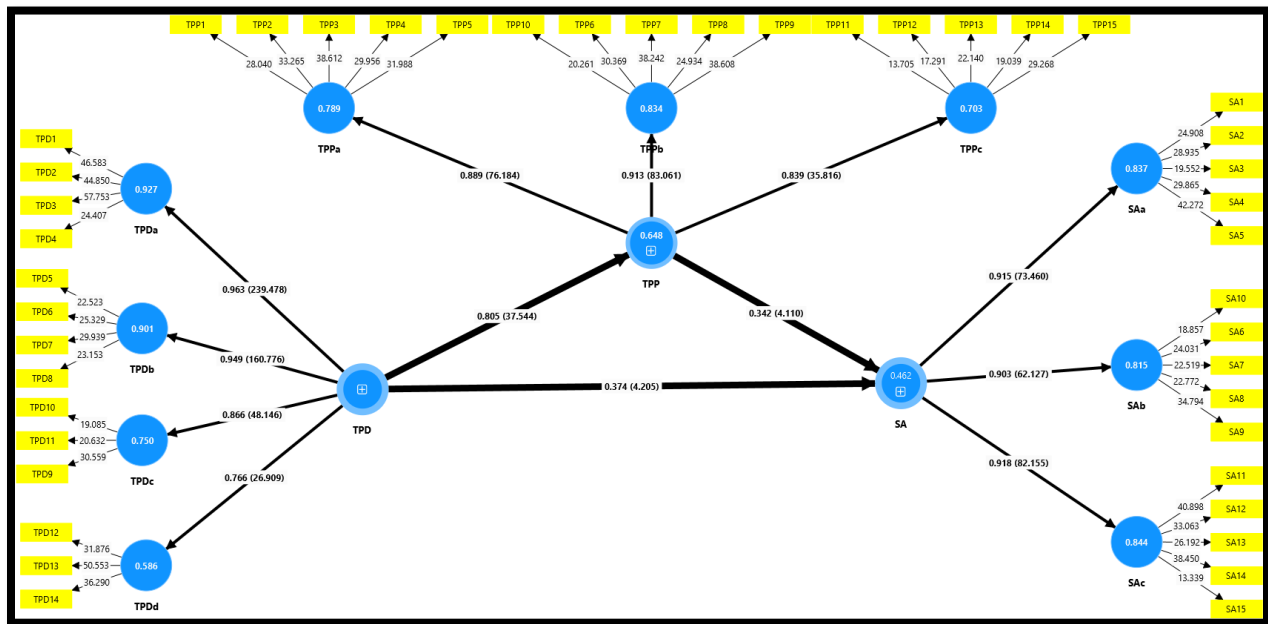 TPP1 TPP2 TPP3 TPP4 TPP5 TPP10 TPP6 TPP7 TPP8 TPP9 TPP11 TPP12 TPP13 TPP14 TPP15
28.040 33.265 38.612 29.956 31.988
20.261 30.369 38.242 24.934 38.608
13.705 17.291 22.140 19.039 29.268
0.789
TPPa
0.834
TPPb
0.703
TPPc
0.889 (76.184)
0.913 (83.061)
0.839 (35.816)
TPD1
TPD2
TPD3
TPD4
46.583
44.850
57.753
24.407
0.927
TPDa
TPD5
TPD6
TPD7
TPD8
22.523
25.329
29.939
23.153
0.901
TPDb
TPD10
TPD11
TPD9
19.085
20.632
30.559
0.750
TPDc
TPD12
TPD13
TPD14
31.876
50.553
36.290
0.586
TPDd
0.963 (239.478)
0.949 (160.776)
0.866 (48.146)
0.766 (26.909)
TPD
0.805 (37.544)
0.648
TPP
0.342 (4.110)
0.374 (4.205)
0.462
SA
0.915 (73.460)
0.903 (62.127)
0.918 (82.155)
0.837
SAa
24.908
28.935
19.552
29.865
42.272
SA1
SA2
SA3
SA4
SA5
0.815
SAb
18.857
24.031
22.519
22.772
34.794
SA10
SA6
SA7
SA8
SA9
0.844
SAc
40.898
33.063
26.192
38.450
13.339
SA11
SA12
SA13
SA14
SA15